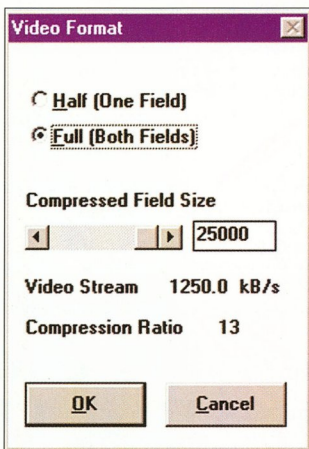 Video Format
Half (One Field)
Full (Both Fields)
Compressed Field Size
25000
Video Stream 1250.0 kB/s
Compression Ratio 13
OK Cancel